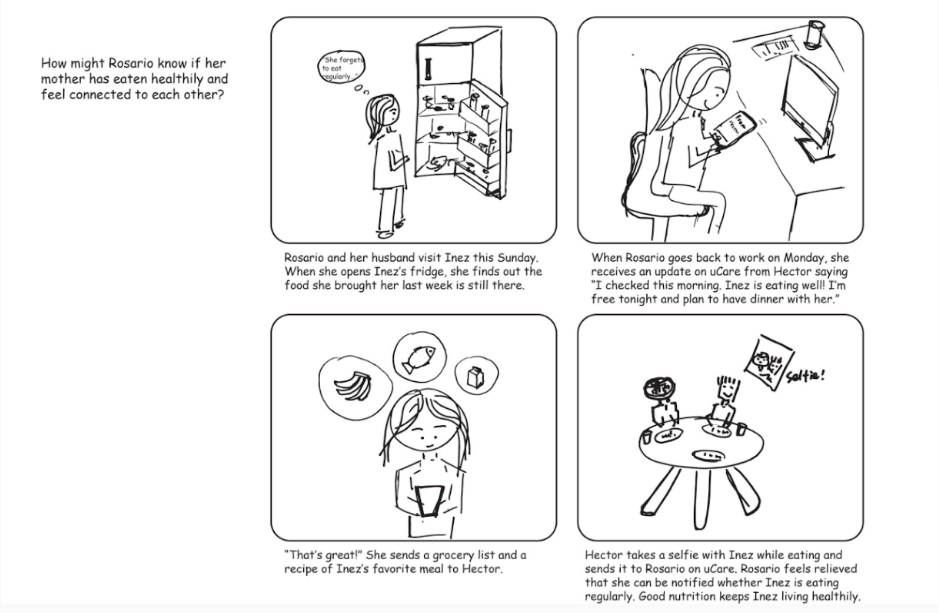 How might Rosario know if her
mother has eaten healthily and
feel connected to each other?
"She forgets
to eat
regularly.."
Rosario and her husband visit Inez this Sunday.
When she opens Inez's fridge, she finds out the
food she brought her last week is still there.
From
When Rosario goes back to work on Monday, she
receives an update on uCare from Hector saying
"I checked this morning. Inez is eating well! I'm
free tonight and plan to have dinner with her."
"That's great!" She sends a grocery list and a
recipe of Inez's favorite meal to Hector.
Selfie!
Hector takes a selfie with Inez while eating and
sends it to Rosario on uCare. Rosario feels relieved
that she can be notified whether Inez is eating
regularly. Good nutrition keeps Inez living healthily.